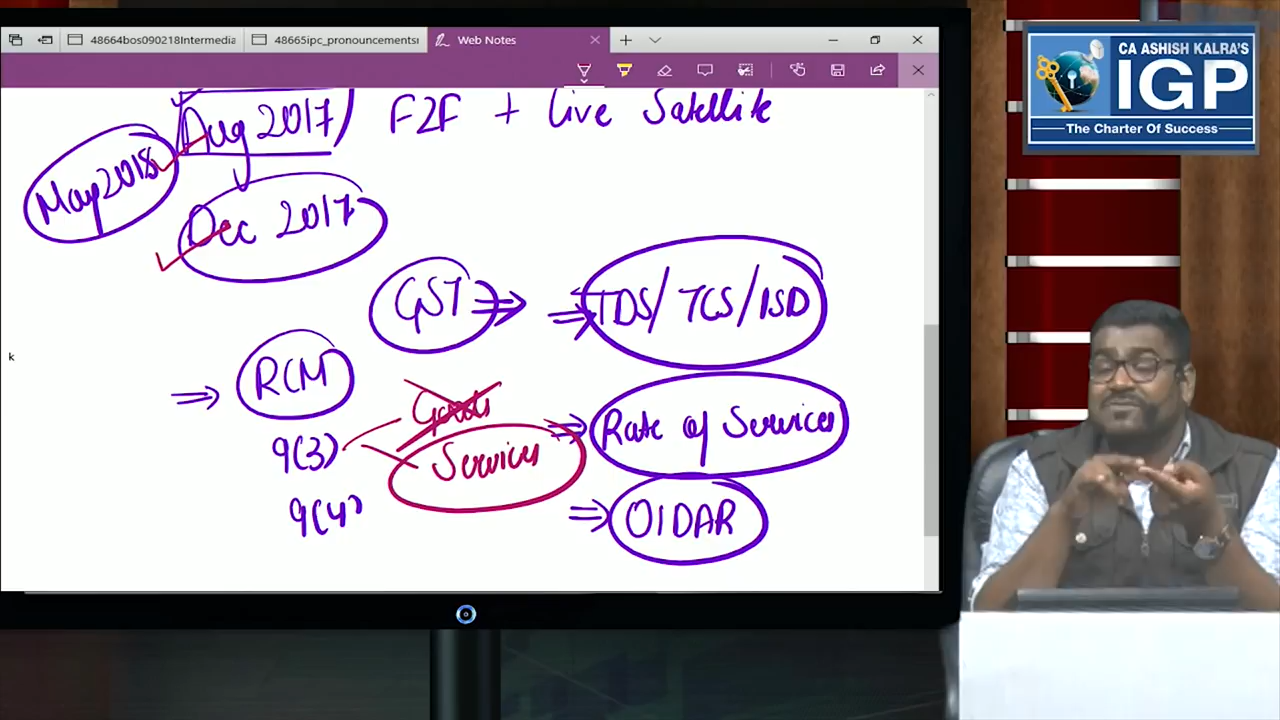 48664bos090218Intermedia
48665ipc_pronouncements
Web Notes
CA ASHISH KALRA'S
IGP
The Charter Of Success
Aug 2017 F2F + Live Satellite
May 2018
Dec 2017
GST ⇒ ⇒ TDS/TCS/ISD
⇒ RCM
Goods
9(3) Services ⇒ Rate of Services
9(4) ⇒ OIDAR
k